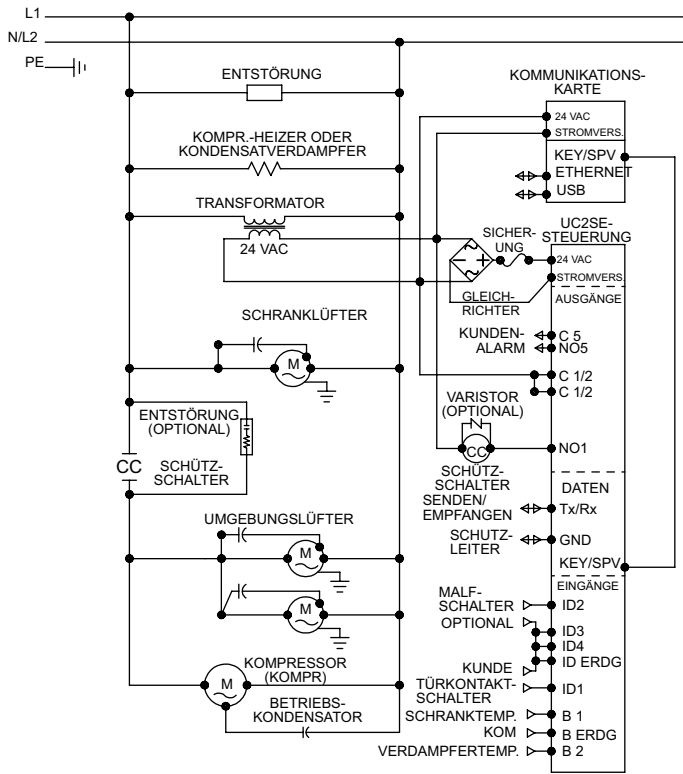 L1
N/L2
PE
ENTSTÖRUNG
KOMPR.-HEIZER ODER
KONDENSATVERDAMPFER
TRANSFORMATOR
24 VAC
SCHRANKLÜFTER
M
ENTSTÖRUNG
(OPTIONAL)
CC
SCHÜTZ-
SCHALTER
UMGEBUNGSLÜFTER
M
M
KOMPRESSOR
(KOMPR)
M
BETRIEBS-
KONDENSATOR
KOMMUNIKATIONS-
KARTE
24 VAC
STROMVERS.
KEY/SPV
ETHERNET
USB
SICHER-
UNG
GLEICH-
RICHTER
UC2SE-
STEUERUNG
24 VAC
STROMVERS.
AUSGÄNGE
KUNDEN-
ALARM
C 5
NO5
C 1/2
C 1/2
VARISTOR
(OPTIONAL)
CC
NO1
SCHÜTZ-
SCHALTER
DATEN
SENDEN/
EMPFANGEN
Tx/Rx
SCHUTZ-
LEITER
GND
KEY/SPV
EINGÄNGE
MALF-
SCHALTER
ID2
OPTIONAL
ID3
ID4
KUNDE
ID ERDG
TÜRKONTAKT-
SCHALTER
ID1
SCHRANKTEMP.
B 1
KOM
B ERDG
VERDAMPFERTEMP.
B 2